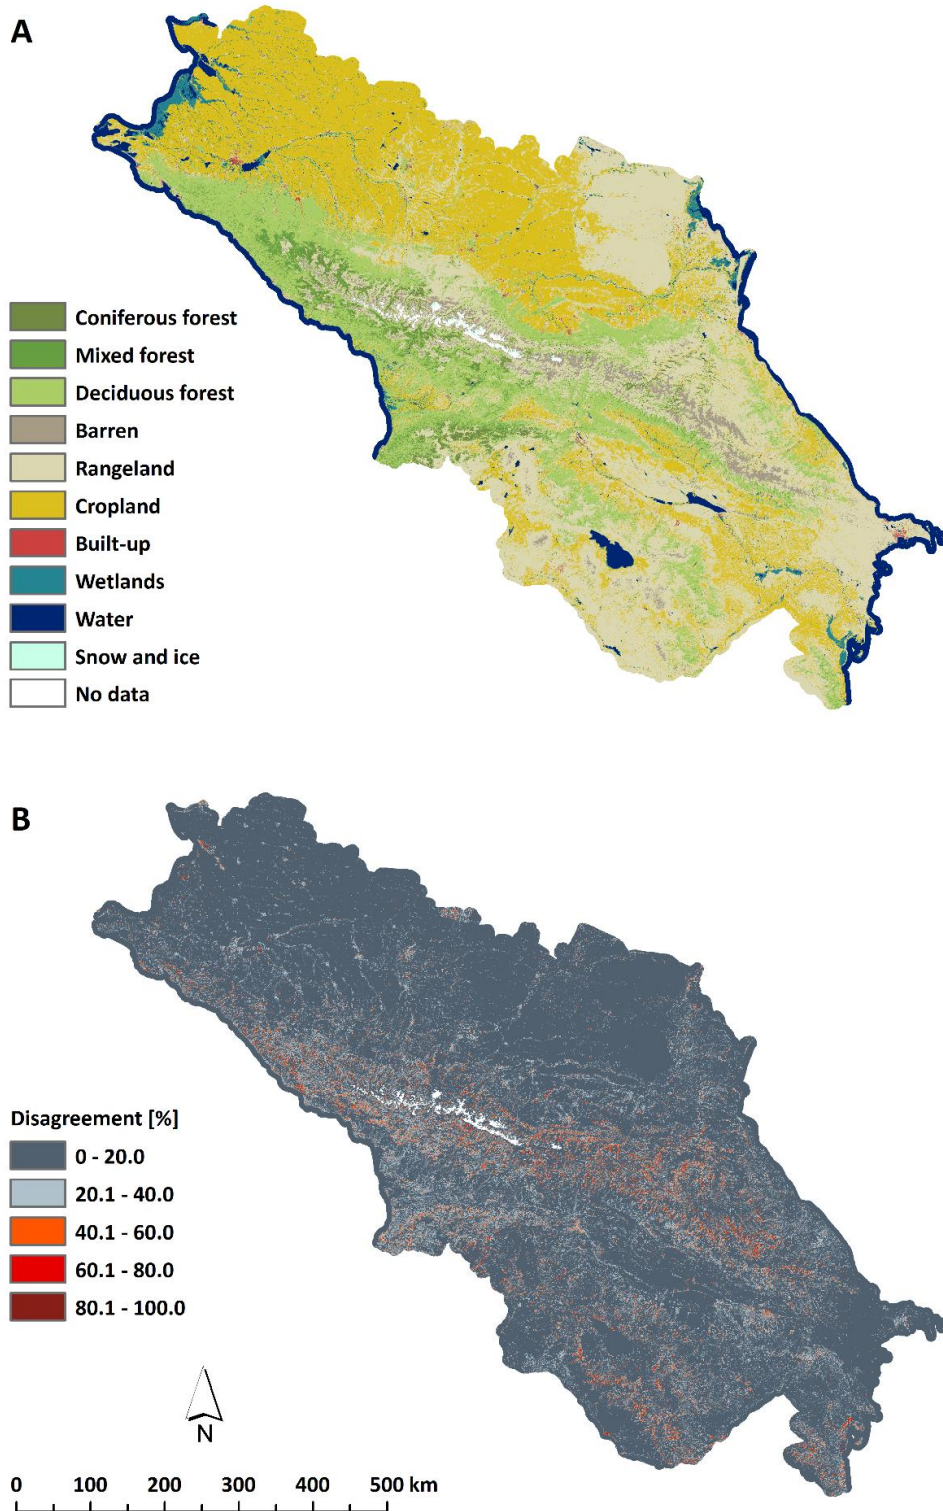 A
Coniferous forest
Mixed forest
Deciduous forest
Barren
Rangeland
Cropland
Built-up
Wetlands
Water
Snow and ice
No data
B
Disagreement [%]
0 - 20.0
20.1 - 40.0
40.1 - 60.0
60.1 - 80.0
80.1 - 100.0
N
0 100 200 300 400 500 km